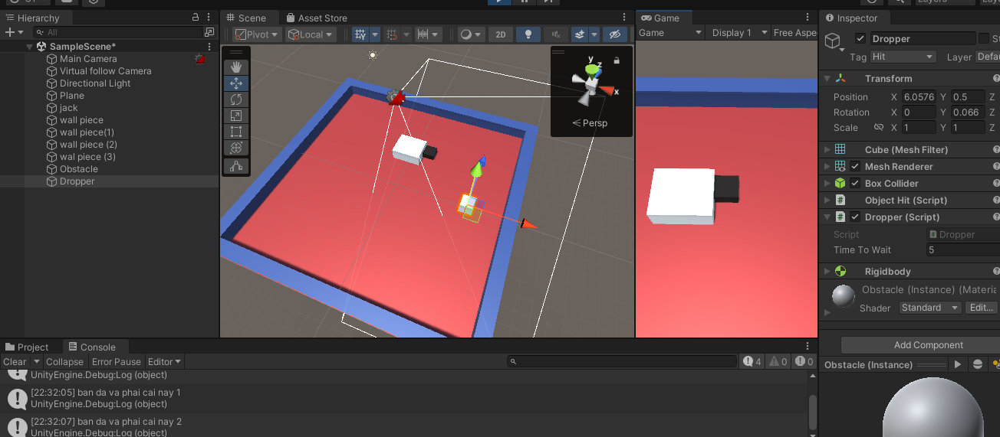 Layers
Hierarchy
All
SampleScene*
Main Camera
Virtual follow Camera
Directional Light
Plane
jack
wall piece
wall piece(1)
wall piece (2)
wal piece (3)
Obstacle
Dropper
Scene
Asset Store
Pivot
Local
2D
y
z
x
Persp
Game
Game
Display 1
Free Aspe
Inspector
Dropper
St
Tag
Hit
Layer
Defau
Transform
Position
X
6.0576
Y
0.5
Z
Rotation
X
0
Y
0.066
Z
Scale
X
1
Y
1
Z
Cube (Mesh Filter)
Mesh Renderer
Box Collider
Object Hit (Script)
Dropper (Script)
Script
Dropper
Time To Wait
5
Rigidbody
Obstacle (Instance) (Materia
Shader
Standard
Edit...
Add Component
Obstacle (Instance)
Project
Console
Clear
Collapse
Error Pause
Editor
4
0
0
UnityEngine.Debug:Log (object)
[22:32:05] ban da va phai cai nay 1
UnityEngine.Debug:Log (object)
[22:32:07] ban da va phai cai nay 2
UnityEngine.Debug:Log (object)